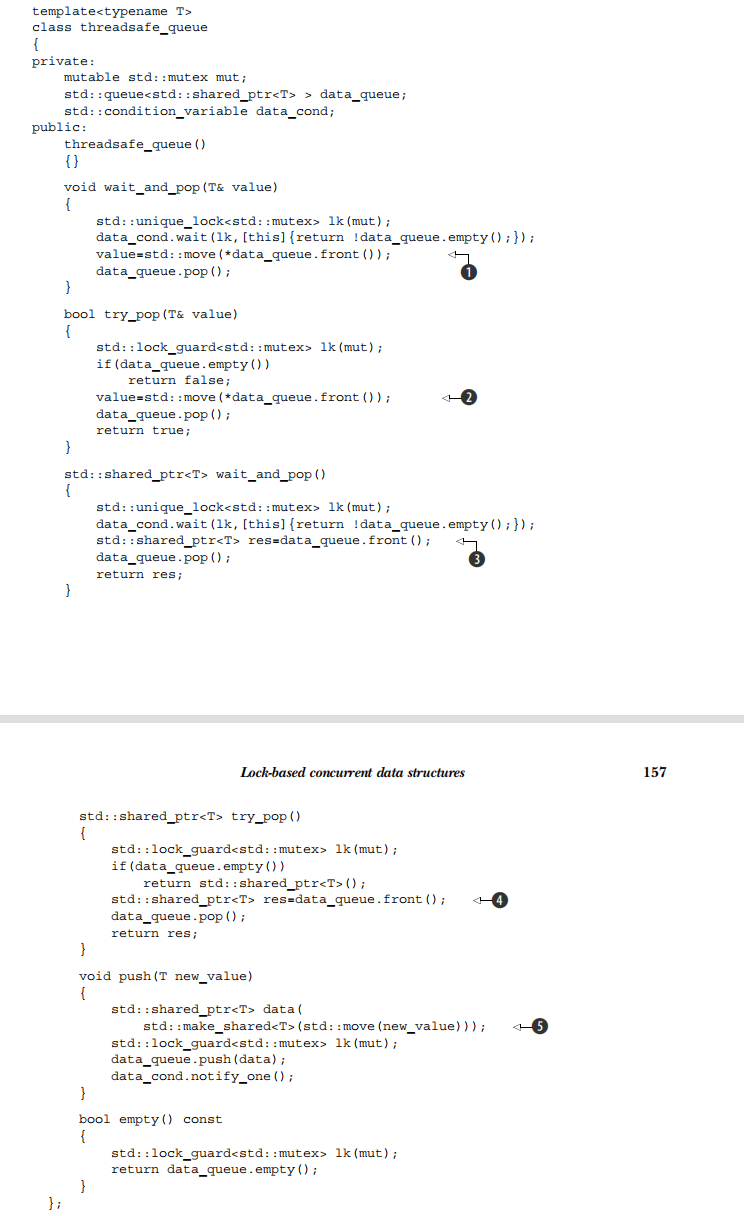 template<typename T>
class threadsafe_queue
{
private:
    mutable std::mutex mut;
    std::queue<std::shared_ptr<T> > data_queue;
    std::condition_variable data_cond;
public:
    threadsafe_queue()
    {}
    void wait_and_pop(T& value)
    {
        std::unique_lock<std::mutex> lk(mut);
        data_cond.wait(lk,[this]{return !data_queue.empty();});
        value=std::move(*data_queue.front());
        data_queue.pop();
        1
    }
    bool try_pop(T& value)
    {
        std::lock_guard<std::mutex> lk(mut);
        if(data_queue.empty())
            return false;
        value=std::move(*data_queue.front()); 2
        data_queue.pop();
        return true;
    }
    std::shared_ptr<T> wait_and_pop()
    {
        std::unique_lock<std::mutex> lk(mut);
        data_cond.wait(lk,[this]{return !data_queue.empty();});
        std::shared_ptr<T> res=data_queue.front();
        data_queue.pop(); 3
        return res;
    }
Lock-based concurrent data structures 157
    std::shared_ptr<T> try_pop()
    {
        std::lock_guard<std::mutex> lk(mut);
        if(data_queue.empty())
            return std::shared_ptr<T>();
        std::shared_ptr<T> res=data_queue.front(); 4
        data_queue.pop();
        return res;
    }
    void push(T new_value)
    {
        std::shared_ptr<T> data(
            std::make_shared<T>(std::move(new_value))); 5
        std::lock_guard<std::mutex> lk(mut);
        data_queue.push(data);
        data_cond.notify_one();
    }
    bool empty() const
    {
        std::lock_guard<std::mutex> lk(mut);
        return data_queue.empty();
    }
};